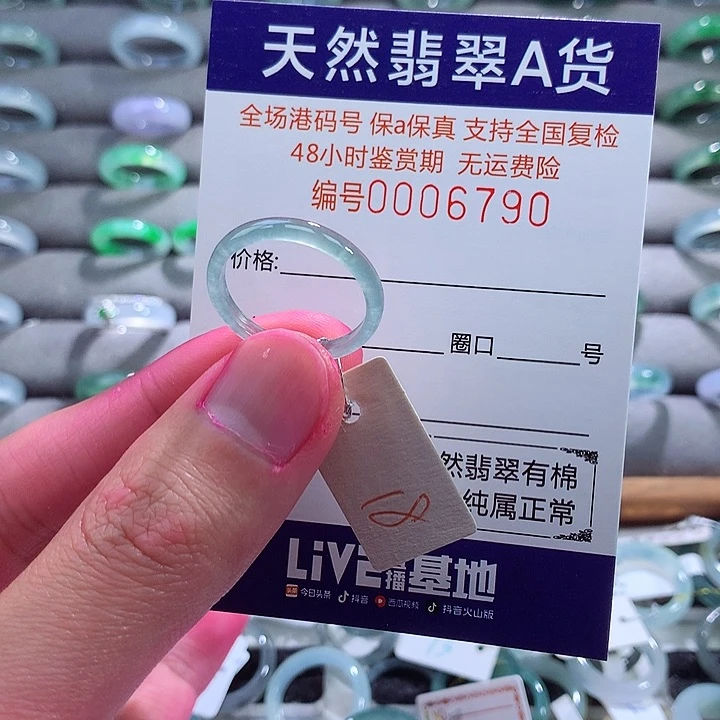 天然翡翠A货
全场港码号 保a保真 支持全国复检
48小时鉴赏期 无运费险
编号0006790
价格:
圈口 号
然翡翠有棉
纯属正常
LiVE 播基地
今日头条 抖音 西瓜视频 抖音火山版